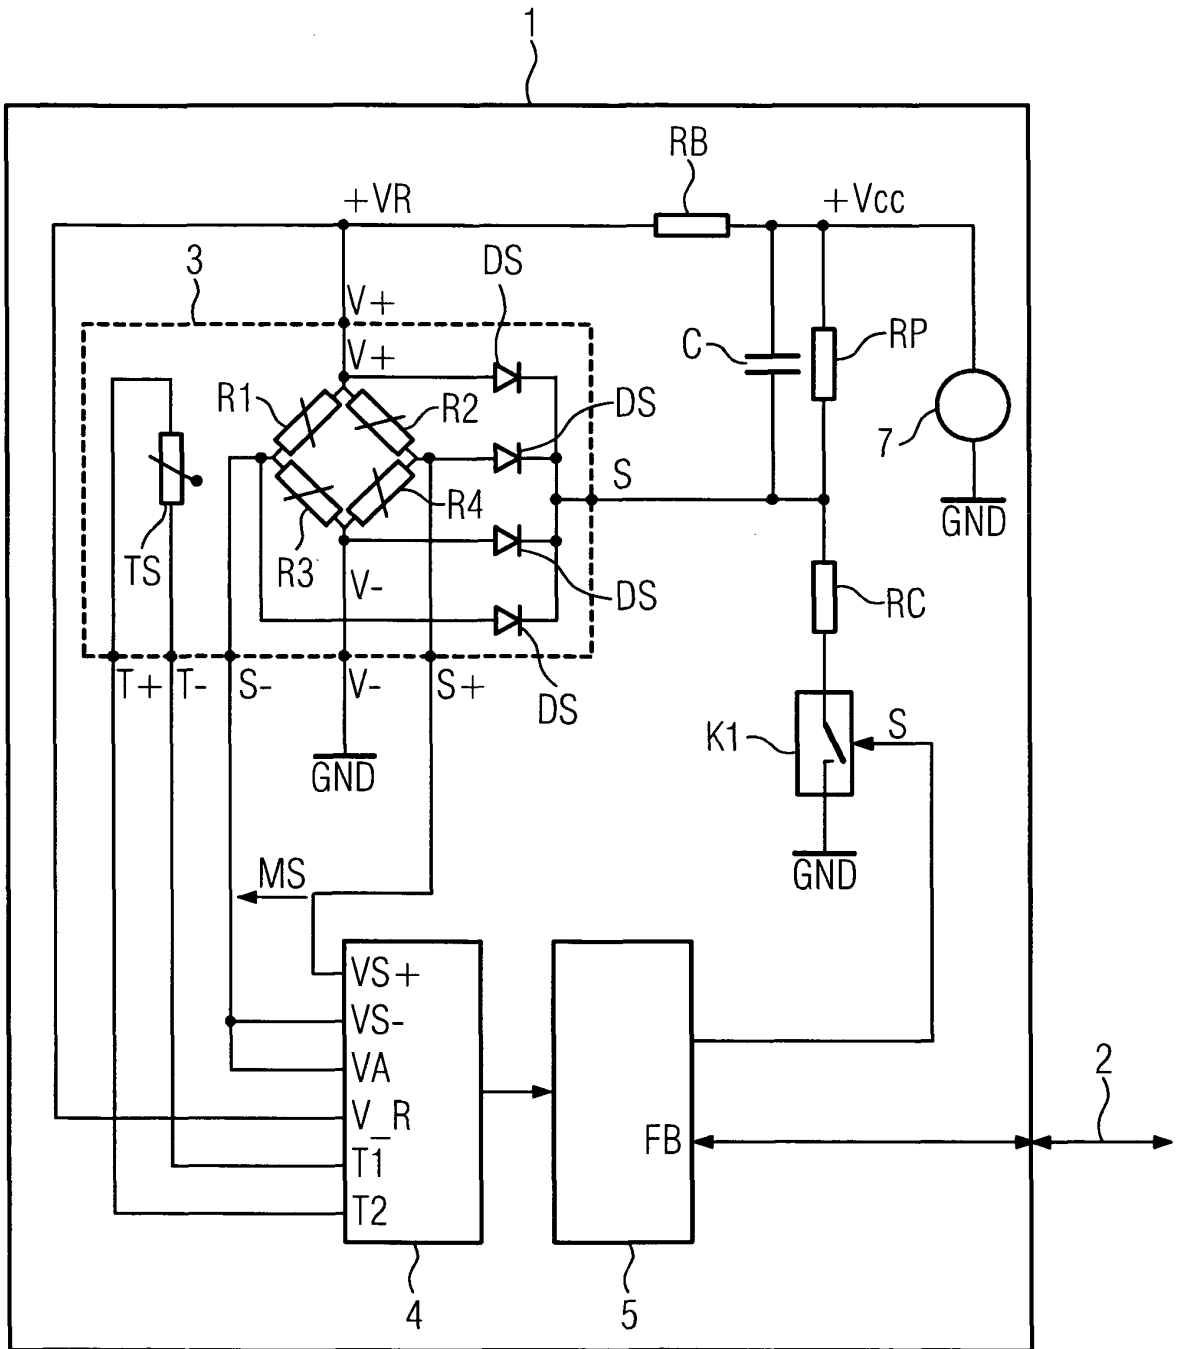 1
RB
+VR
+Vcc
3
DS
V+
V+
C
RP
R1
R2
DS
7
S
R4
GND
TS
R3
V-
DS
RC
T+
T-
S-
V-
S+
DS
K1
S
GND
GND
MS
VS+
VS-
VA
V_R
2
FB
T1
T2
4
5